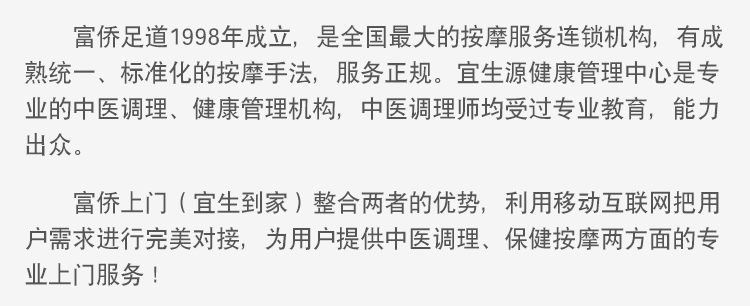 富侨足道1998年成立，是全国最大的按摩服务连锁机构，有成
熟统一、标准化的按摩手法，服务正规。宜生源健康管理中心是专
业的中医调理、健康管理机构，中医调理师均受过专业教育，能力
出众。
富侨上门（宜生到家）整合两者的优势，利用移动互联网把用
户需求进行完美对接，为用户提供中医调理、保健按摩两方面的专
业上门服务！